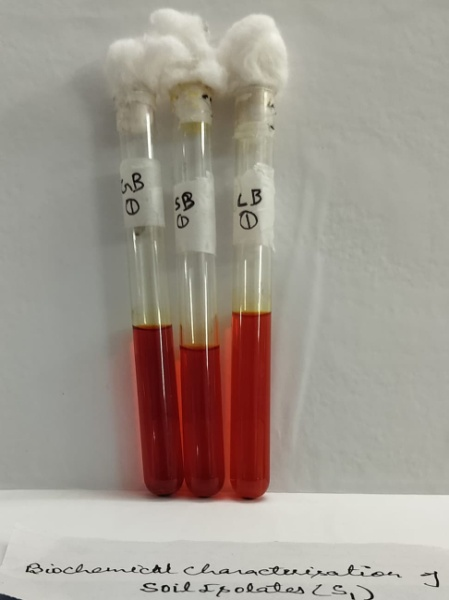 GB
①
SB
①
LB
①
Biochemical characterization of
Soil Isolates (S1)